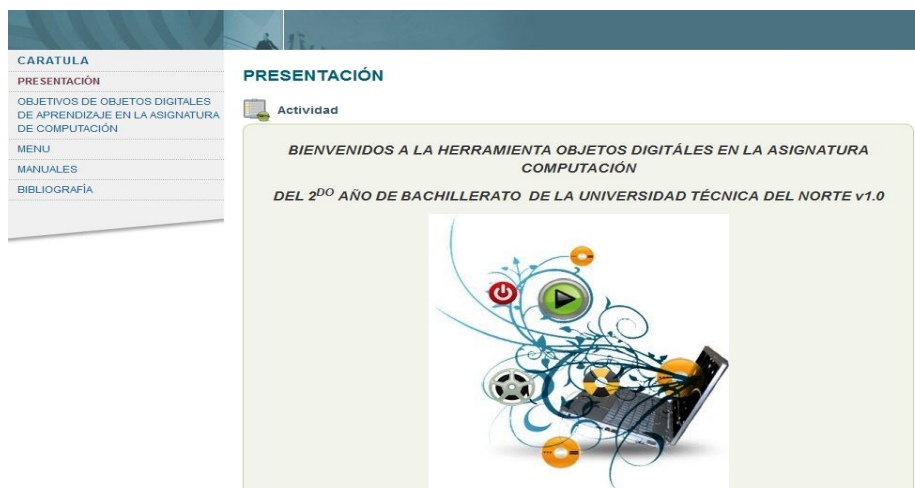 CARATULA
PRESENTACIÓN
OBJETIVOS DE OBJETOS DIGITALES
DE APRENDIZAJE EN LA ASIGNATURA
DE COMPUTACIÓN
MENU
MANUALES
BIBLIOGRAFÍA
PRESENTACIÓN
Actividad
BIENVENIDOS A LA HERRAMIENTA OBJETOS DIGITÁLES EN LA ASIGNATURA
COMPUTACIÓN
DEL 2DO AÑO DE BACHILLERATO DE LA UNIVERSIDAD TÉCNICA DEL NORTE v1.0